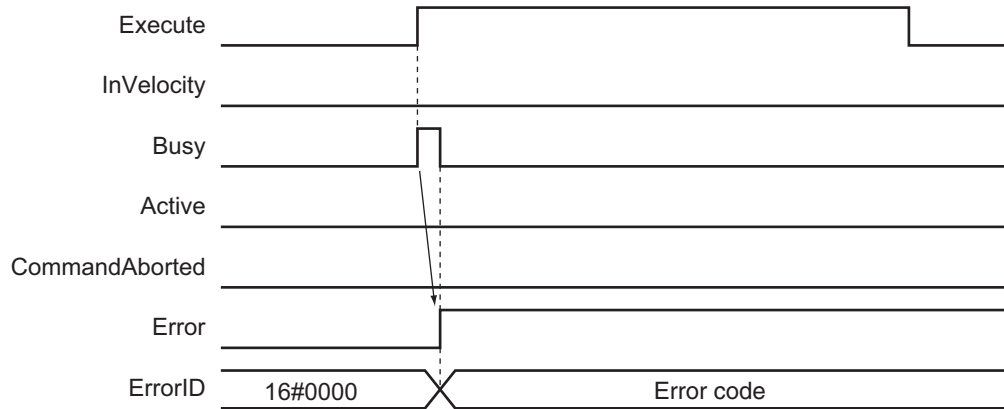 Execute
InVelocity
Busy
Active
CommandAborted
Error
ErrorID 16#0000 Error code